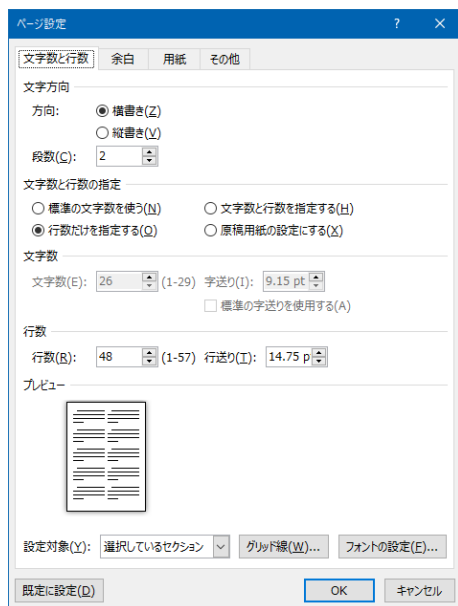 ページ設定 ? ×
文字数と行数 余白 用紙 その他
文字方向
方向: 横書き(Z)
縦書き(V)
段数(C): 2
文字数と行数の指定
標準の文字数を使う(N) 文字数と行数を指定する(H)
行数だけを指定する(O) 原稿用紙の設定にする(X)
文字数
文字数(E): 26 (1-29) 字送り(I): 9.15 pt
標準の字送りを使用する(A)
行数
行数(R): 48 (1-57) 行送り(T): 14.75 p
プレビュー
設定対象(Y): 選択しているセクション グリッド線(W)... フォントの設定(F)...
既定に設定(D) OK キャンセル